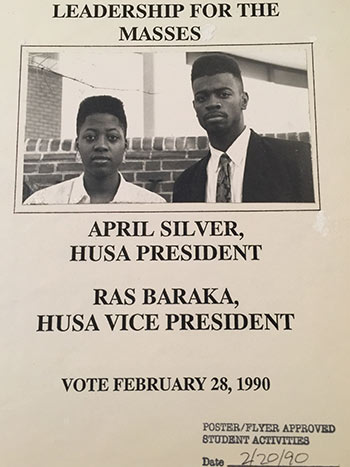 LEADERSHIP FOR THE
MASSES
APRIL SILVER,
HUSA PRESIDENT
RAS BARAKA,
HUSA VICE PRESIDENT
VOTE FEBRUARY 28, 1990
POSTER/FLYER APPROVED
STUDENT ACTIVITIES
Date 2/20/90